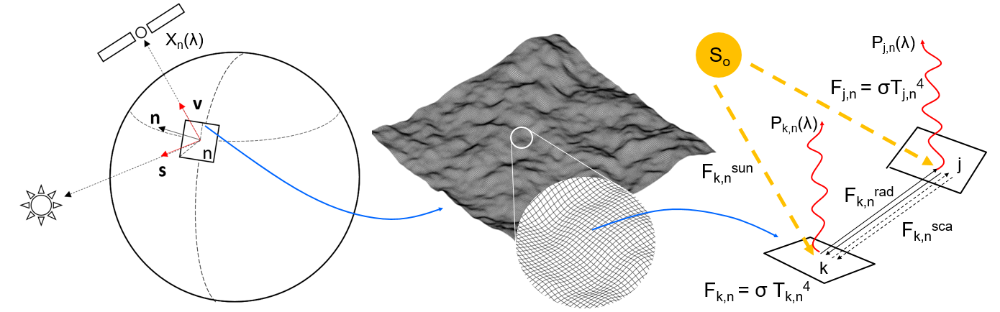 Xₙ(λ)
v
n
n
s
Sₒ
Pⱼ,ₙ(λ)
Fⱼ,ₙ = σTⱼ,ₙ⁴
Pₖ,ₙ(λ)
Fₖ,ₙˢᵘⁿ
j
Fₖ,ₙʳᵃᵈ
Fₖ,ₙˢᶜᵃ
k
Fₖ,ₙ = σ Tₖ,ₙ⁴